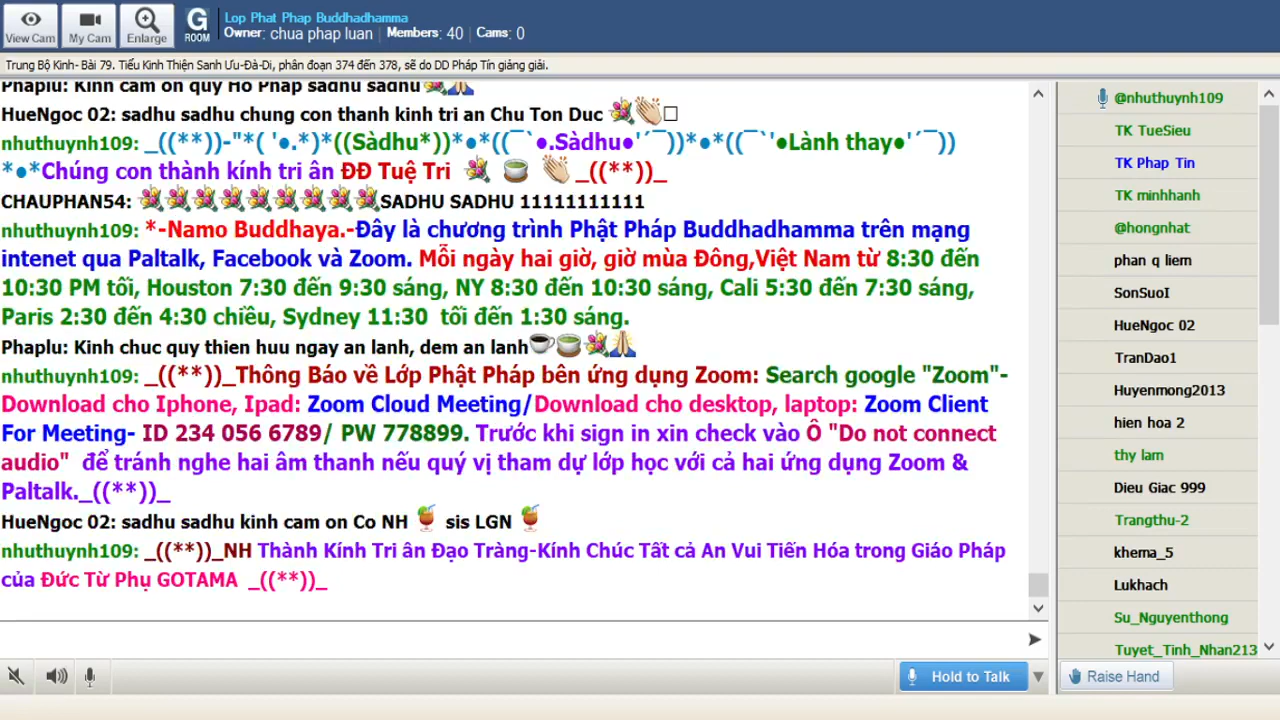 View Cam
My Cam
Enlarge
G
ROOM
Lop Phat Phap Buddhadhamma
Owner: chua phap luan | Members: 40 | Cams: 0
Trung Bộ Kinh- Bài 79. Tiểu Kinh Thiện Sanh Ưu-Đà-Di, phân đoạn 374 đến 378, sẽ do DD Pháp Tín giảng giải.
Phaplu: Kinh cam on quy Ho Phap sadhu sadhu💐🙏
HueNgoc 02: sadhu sadhu chung con thanh kinh tri an Chu Ton Duc 💐👏□
nhuthuynh109: _((**))-"*( '●.*)*((Sàdhu*))*●*((¯`●.Sàdhu●'´¯))*●*((¯`'●Lành thay●'´¯))
*●*Chúng con thành kính tri ân ĐĐ Tuệ Tri 💐 🍵 👏 _((**))_
CHAUPHAN54: 💐💐💐💐💐💐💐💐💐SADHU SADHU 11111111111
nhuthuynh109: *-Namo Buddhaya.-Đây là chương trình Phật Pháp Buddhadhamma trên mạng
intenet qua Paltalk, Facebook và Zoom. Mỗi ngày hai giờ, giờ mùa Đông,Việt Nam từ 8:30 đến
10:30 PM tối, Houston 7:30 đến 9:30 sáng, NY 8:30 đến 10:30 sáng, Cali 5:30 đến 7:30 sáng,
Paris 2:30 đến 4:30 chiều, Sydney 11:30 tối đến 1:30 sáng.
Phaplu: Kinh chuc quy thien huu ngay an lanh, dem an lanh☕🍵💐🙏
nhuthuynh109: _((**))_Thông Báo về Lớp Phật Pháp bên ứng dụng Zoom: Search google "Zoom"-
Download cho Iphone, Ipad: Zoom Cloud Meeting/Download cho desktop, laptop: Zoom Client
For Meeting- ID 234 056 6789/ PW 778899. Trước khi sign in xin check vào Ô "Do not connect
audio" để tránh nghe hai âm thanh nếu quý vị tham dự lớp học với cả hai ứng dụng Zoom &
Paltalk._((**))_
HueNgoc 02: sadhu sadhu kinh cam on Co NH 🍹 sis LGN 🍹
nhuthuynh109: _((**))_NH Thành Kính Tri ân Đạo Tràng-Kính Chúc Tất cả An Vui Tiến Hóa trong Giáo Pháp
của Đức Từ Phụ GOTAMA _((**))_
@nhuthuynh109
TK TueSieu
TK Phap Tin
TK minhhanh
@hongnhat
phan q liem
SonSuoI
HueNgoc 02
TranDao1
Huyenmong2013
hien hoa 2
thy lam
Dieu Giac 999
Trangthu-2
khema_5
Lukhach
Su_Nguyenthong
Tuyet_Tinh_Nhan213
Hold to Talk
Raise Hand